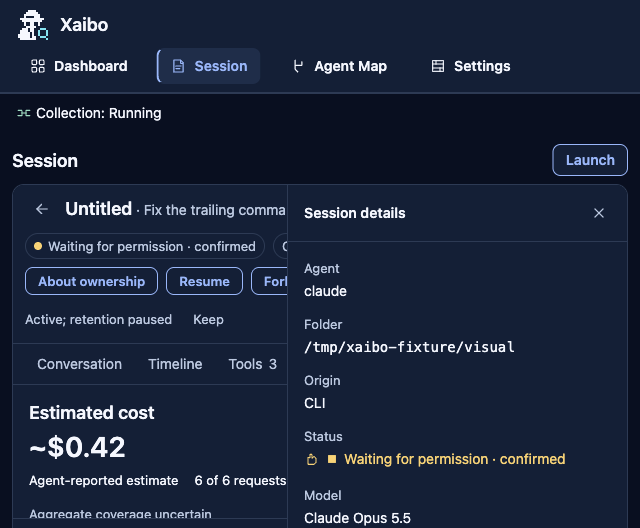 Xaibo
Dashboard Session Agent Map Settings
Collection: Running
Session Launch
Untitled · Fix the trailing comma
Waiting for permission · confirmed
About ownership Resume Forl
Active; retention paused Keep
Conversation Timeline Tools 3
Estimated cost
~$0.42
Agent-reported estimate 6 of 6 requests
Aggregate coverage uncertain
Session details
Agent
claude
Folder
/tmp/xaibo-fixture/visual
Origin
CLI
Status
Waiting for permission · confirmed
Model
Claude Opus 5.5